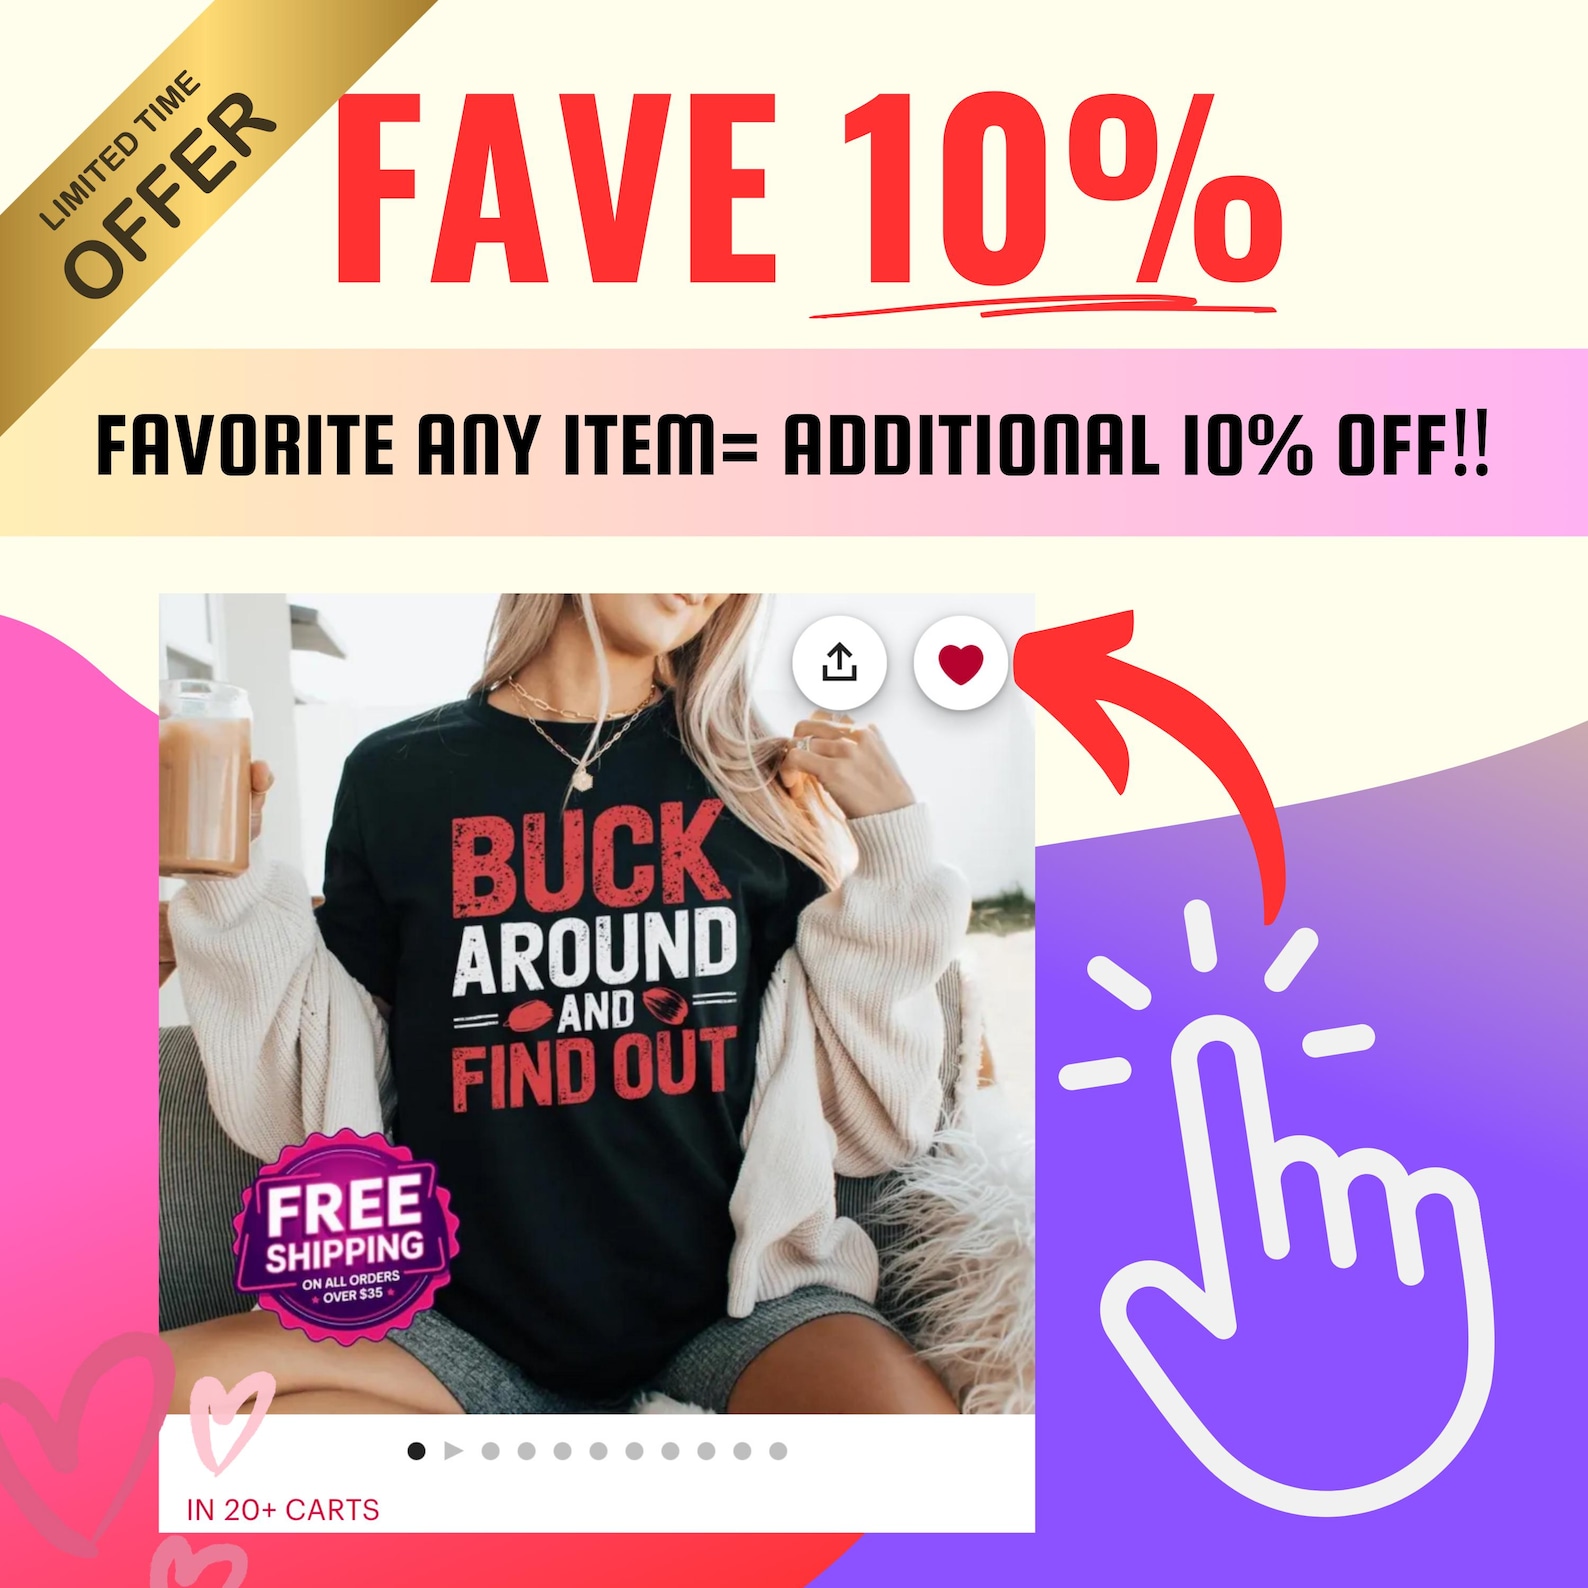 LIMITED TIME
OFFER
FAVE 10%
FAVORITE ANY ITEM= ADDITIONAL 10% OFF!!
BUCK
AROUND
AND
FIND OUT
FREE
SHIPPING
ON ALL ORDERS
OVER $35
IN 20+ CARTS